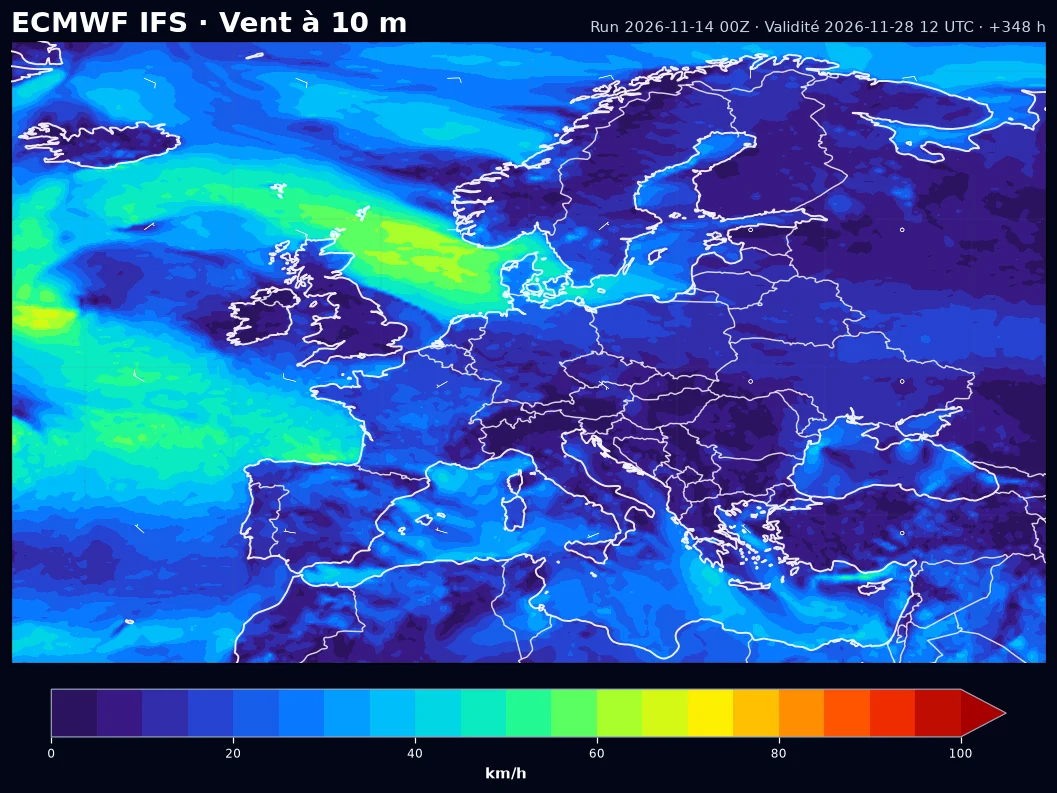 ECMWF IFS · Vent à 10 m
Run 2026-11-14 00Z · Validité 2026-11-28 12 UTC · +348 h
0 20 40 60 80 100
km/h